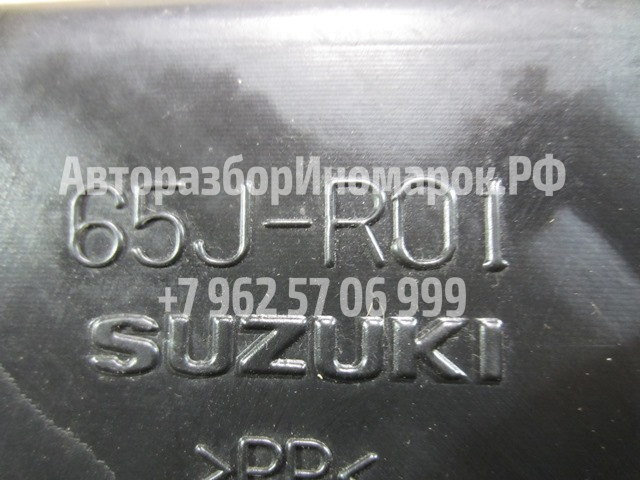 АвторазборИномарок.РФ
65J-R01
+7 962 57 06 999
SUZUKI
>PP<